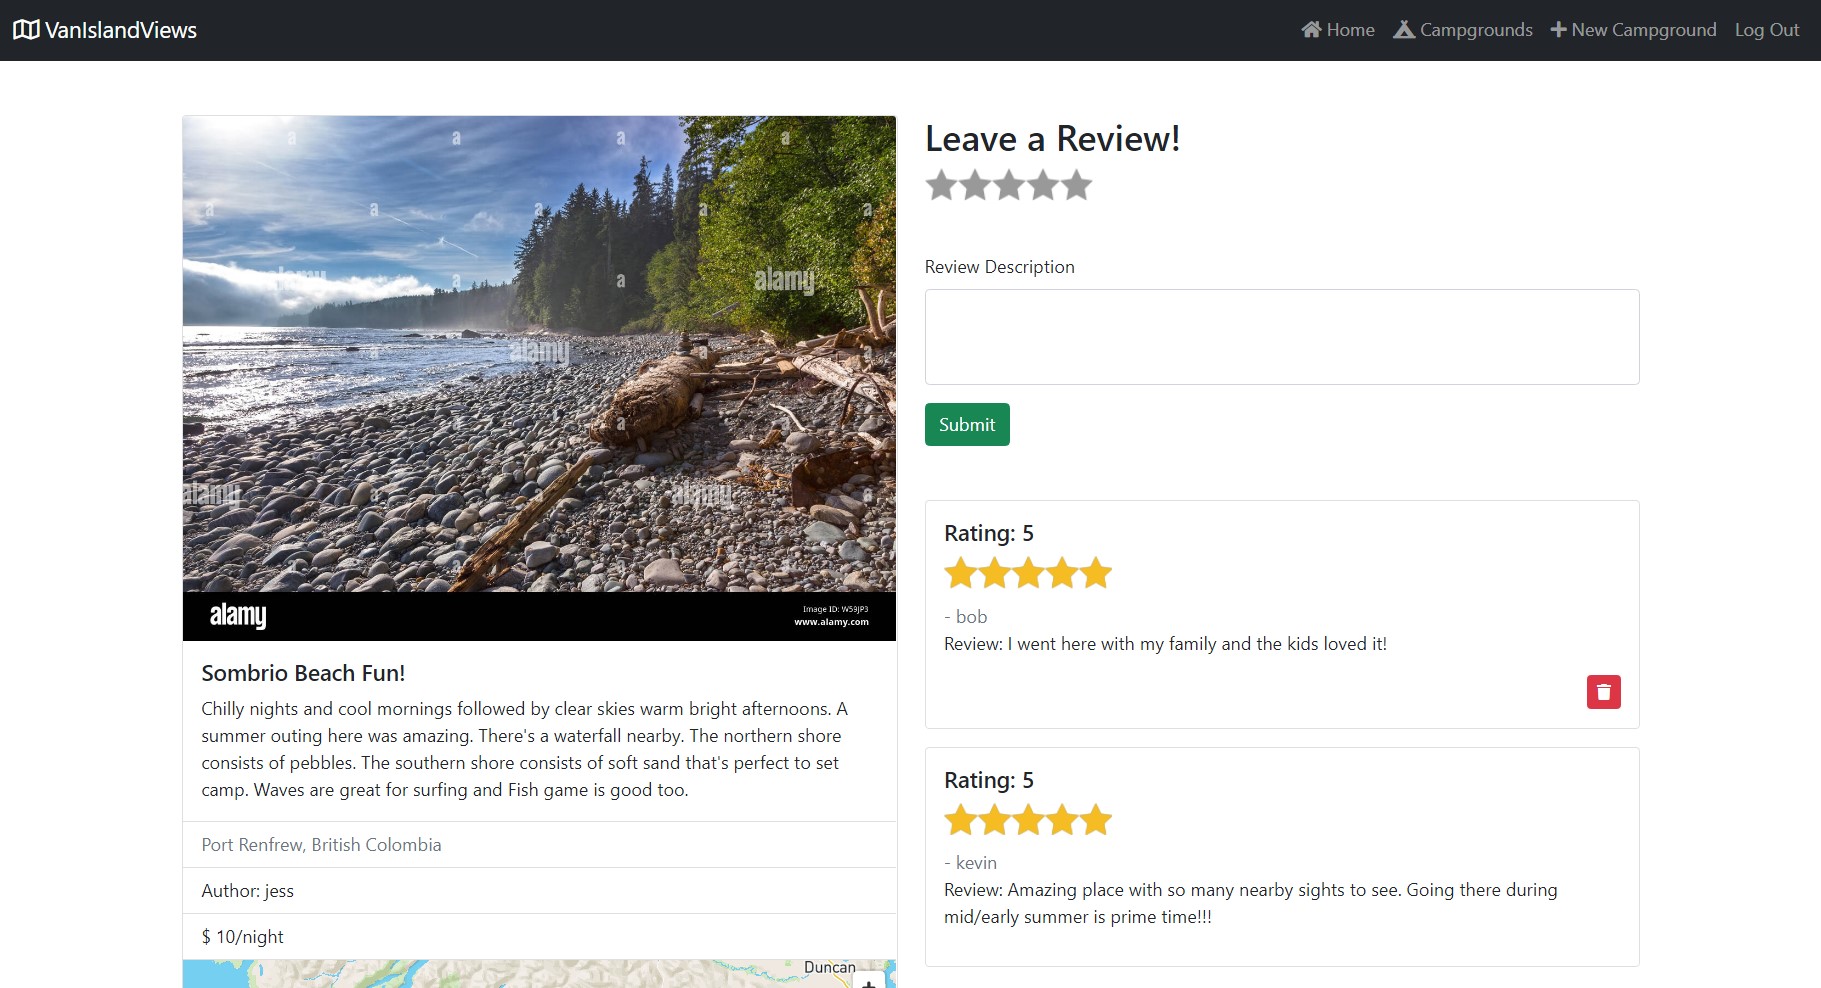 VanIslandViews
Home
Campgrounds
New Campground
Log Out
a a a a
a a a a a
alamy a alamy
alamy a a a
a a
alamy a a alamy a
a a a
alamy
Image ID: W59JP3
www.alamy.com
Sombrio Beach Fun!
Chilly nights and cool mornings followed by clear skies warm bright afternoons. A
summer outing here was amazing. There's a waterfall nearby. The northern shore
consists of pebbles. The southern shore consists of soft sand that's perfect to set
camp. Waves are great for surfing and Fish game is good too.
Port Renfrew, British Colombia
Author: jess
$ 10/night
Duncan
+
Leave a Review!
Review Description
Submit
Rating: 5
- bob
Review: I went here with my family and the kids loved it!
Rating: 5
- kevin
Review: Amazing place with so many nearby sights to see. Going there during
mid/early summer is prime time!!!